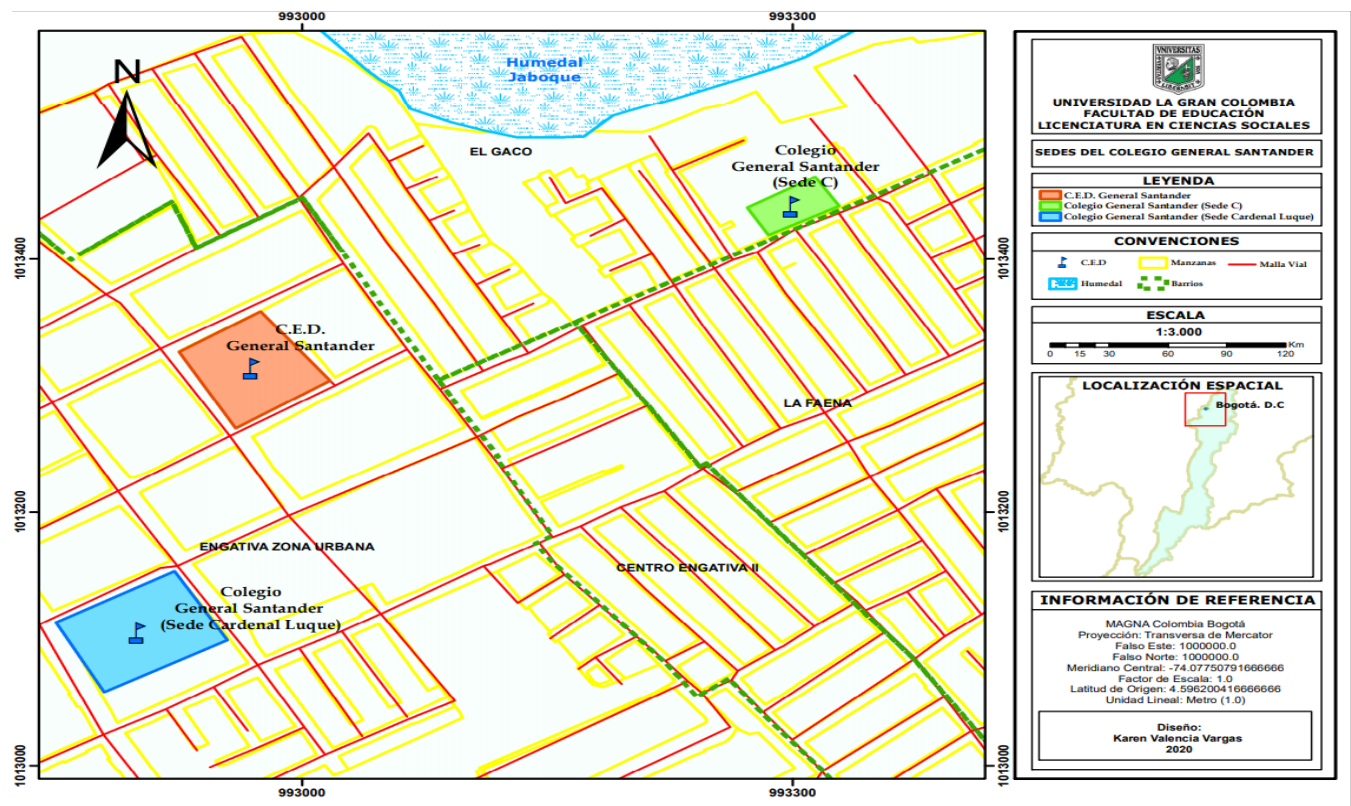 993000
993300
N
Humedal
Jaboque
EL GACO
Colegio
General Santander
(Sede C)
1013400
1013400
C.E.D.
General Santander
LA FAENA
1013200
1013200
ENGATIVA ZONA URBANA
CENTRO ENGATIVA II
Colegio
General Santander
(Sede Cardenal Luque)
1013000
1013000
993000
993300
UNIVERSITAS
UNIVERSIDAD LA GRAN COLOMBIA
FACULTAD DE EDUCACIÓN
LICENCIATURA EN CIENCIAS SOCIALES
SEDES DEL COLEGIO GENERAL SANTANDER
LEYENDA
C.E.D. General Santander
Colegio General Santander (Sede C)
Colegio General Santander (Sede Cardenal Luque)
CONVENCIONES
C.E.D
Manzanas
Malla Vial
Humedal
Barrios
ESCALA
1:3.000
Km
0 15 30 60 90 120
LOCALIZACIÓN ESPACIAL
Bogotá. D.C
INFORMACIÓN DE REFERENCIA
MAGNA Colombia Bogotá
Proyección: Transversa de Mercator
Falso Este: 1000000.0
Falso Norte: 1000000.0
Meridiano Central: -74.07750791666666
Factor de Escala: 1.0
Latitud de Origen: 4.596200416666666
Unidad Lineal: Metro (1.0)
Diseño:
Karen Valencia Vargas
2020